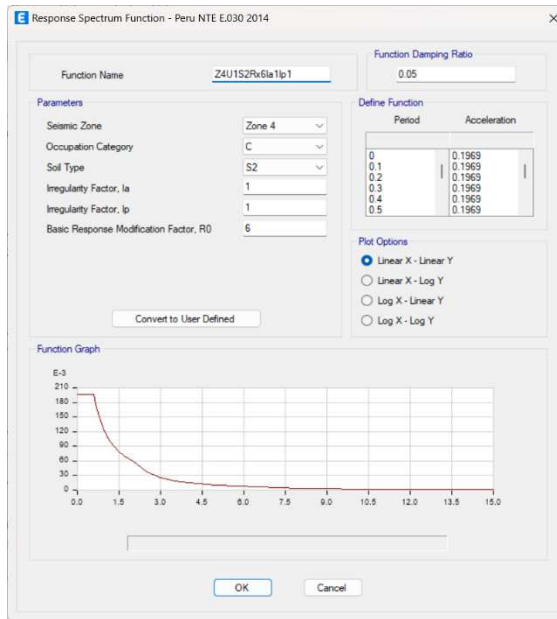 E Response Spectrum Function - Peru NTE E.030 2014
Function Name
Z4U1S2Rx6Ia1Ip1
Function Damping Ratio
0.05
Parameters
Seismic Zone Zone 4
Occupation Category C
Soil Type S2
Irregularity Factor, Ia 1
Irregularity Factor, Ip 1
Basic Response Modification Factor, R0 6
Convert to User Defined
Define Function
Period Acceleration
0 0.1969
0.1 0.1969
0.2 0.1969
0.3 0.1969
0.4 0.1969
0.5 0.1969
Plot Options
Linear X - Linear Y
Linear X - Log Y
Log X - Linear Y
Log X - Log Y
Function Graph
E-3
210
180
150
120
90
60
30
0
0.0 1.5 3.0 4.5 6.0 7.5 9.0 10.5 12.0 13.5 15.0
OK Cancel